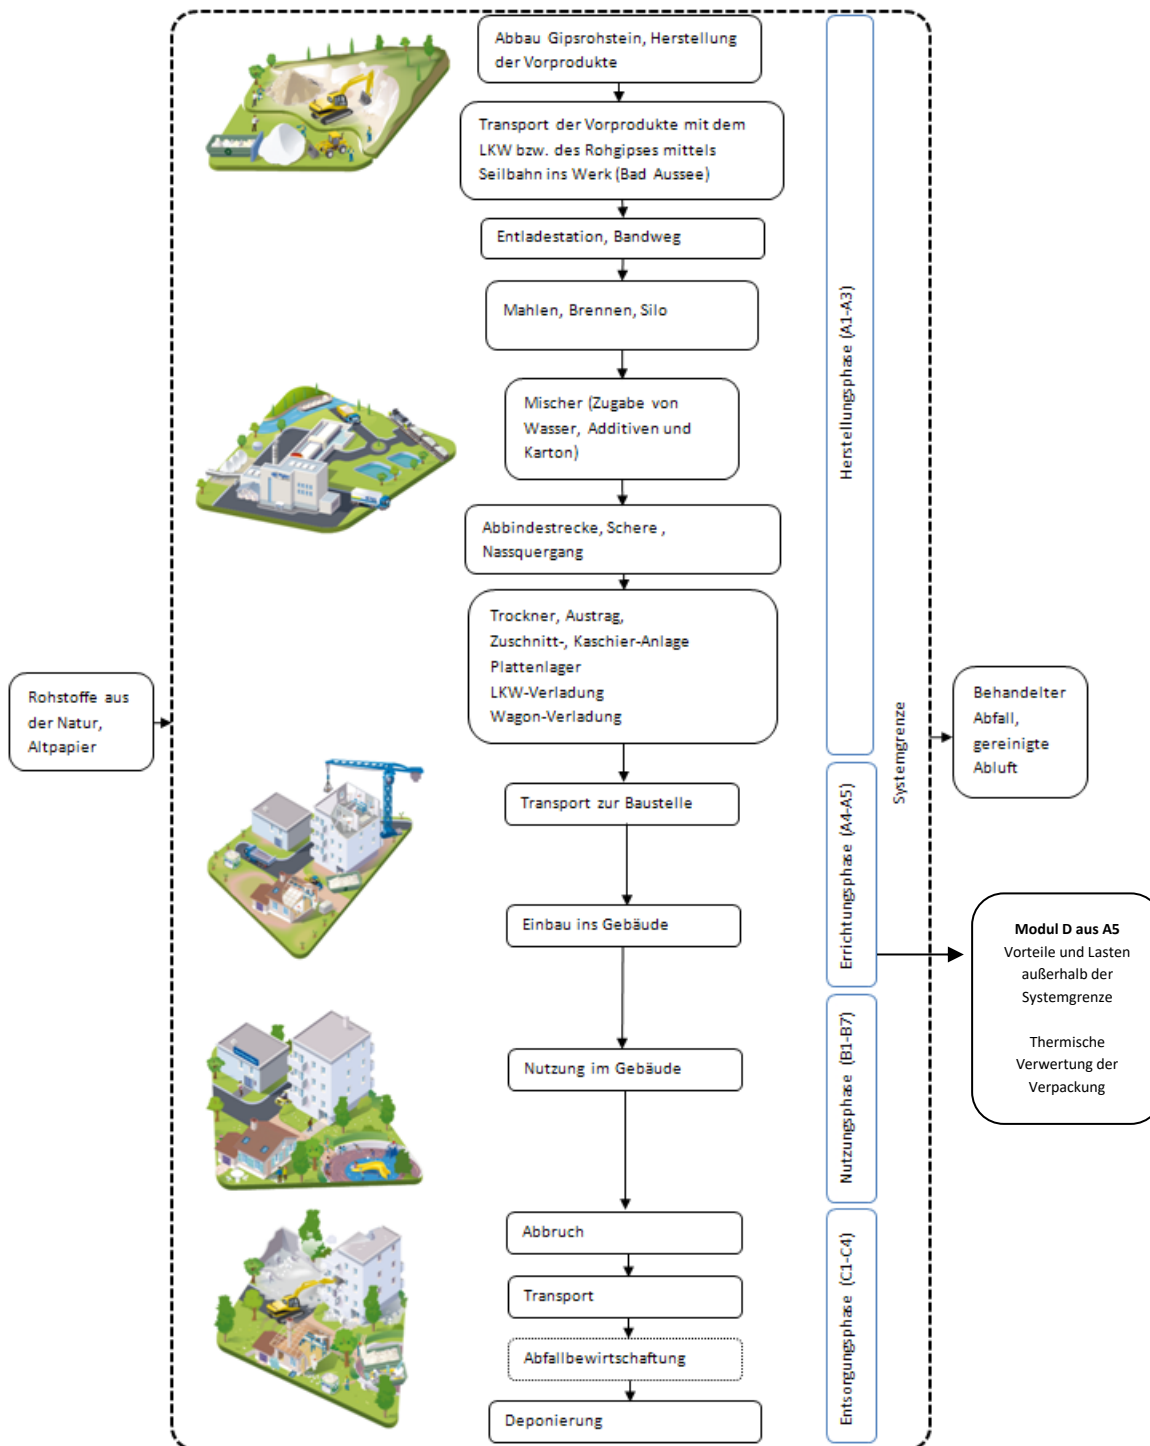 Abbau Gipsrohstein, Herstellung
der Vorprodukte
Transport der Vorprodukte mit dem
LKW bzw. des Rohgipses mittels
Seilbahn ins Werk (Bad Aussee)
Entladestation, Bandweg
Mahlen, Brennen, Silo
Mischer (Zugabe von
Wasser, Additiven und
Karton)
Abbindestrecke, Schere ,
Nassquergang
Trockner, Austrag,
Zuschnitt-, Kaschier-Anlage
Plattenlager
LKW-Verladung
Wagon-Verladung
Transport zur Baustelle
Einbau ins Gebäude
Nutzung im Gebäude
Abbruch
Transport
Abfallbewirtschaftung
Deponierung
Rohstoffe aus
der Natur,
Altpapier
Herstellungsphase (A1-A3)
Errichtungsphase (A4-A5)
Nutzungsphase (B1-B7)
Entsorgungsphase (C1-C4)
Systemgrenze
Behandelter
Abfall,
gereinigte
Abluft
Modul D aus A5
Vorteile und Lasten
außerhalb der
Systemgrenze
Thermische
Verwertung der
Verpackung